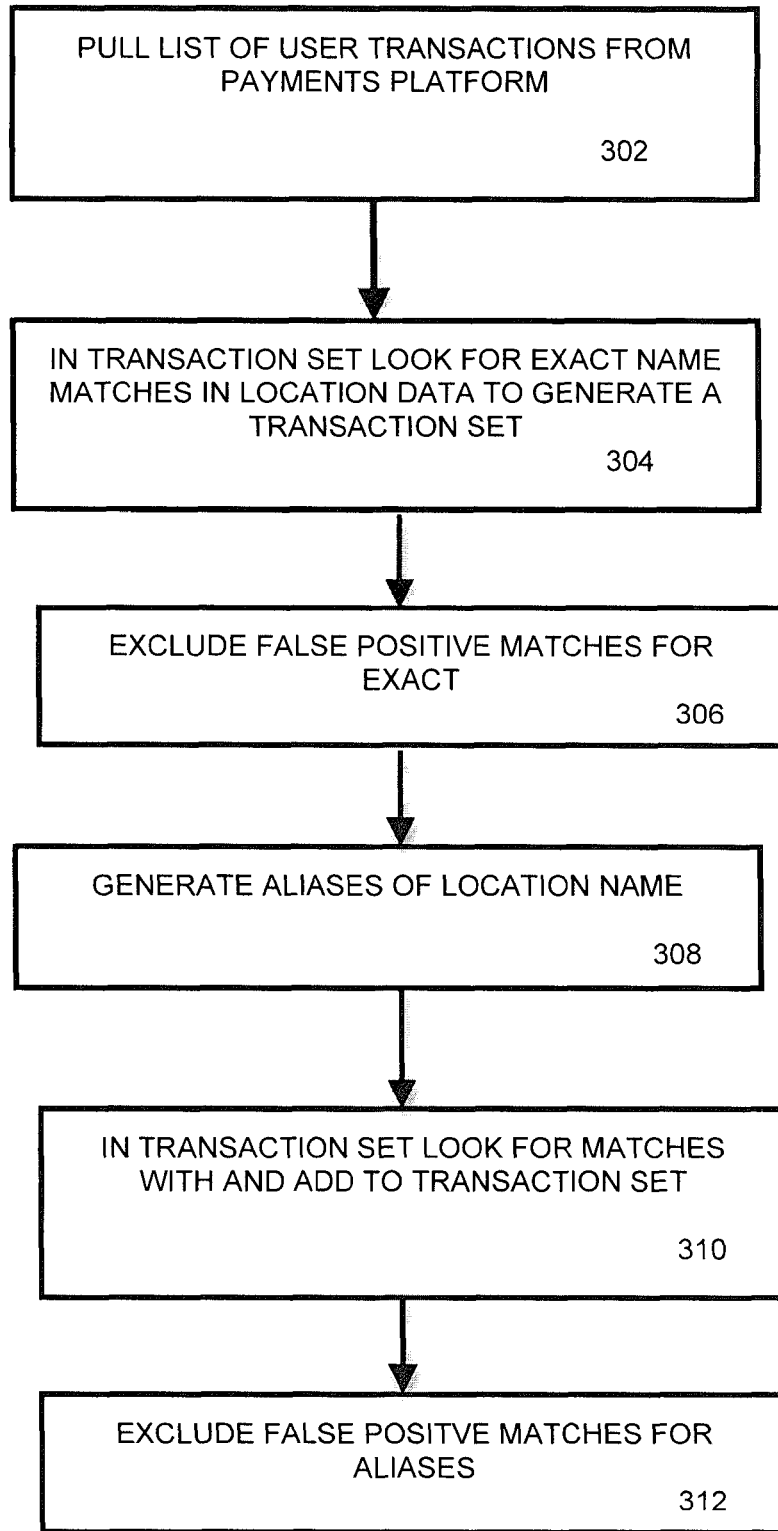 PULL LIST OF USER TRANSACTIONS FROM
PAYMENTS PLATFORM
302
IN TRANSACTION SET LOOK FOR EXACT NAME
MATCHES IN LOCATION DATA TO GENERATE A
TRANSACTION SET
304
EXCLUDE FALSE POSITIVE MATCHES FOR
EXACT
306
GENERATE ALIASES OF LOCATION NAME
308
IN TRANSACTION SET LOOK FOR MATCHES
WITH AND ADD TO TRANSACTION SET
310
EXCLUDE FALSE POSITVE MATCHES FOR
ALIASES
312